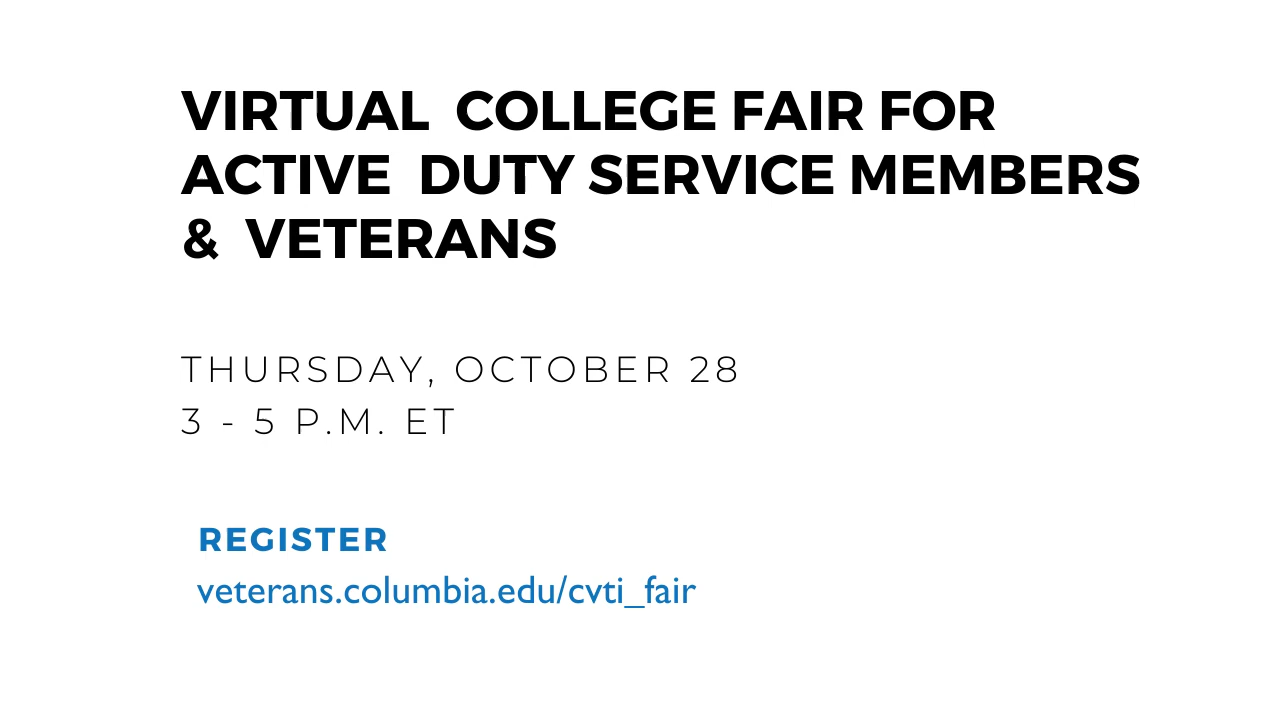 VIRTUAL COLLEGE FAIR FOR
ACTIVE DUTY SERVICE MEMBERS
& VETERANS
THURSDAY, OCTOBER 28
3 - 5 P.M. ET
REGISTER
veterans.columbia.edu/cvti_fair